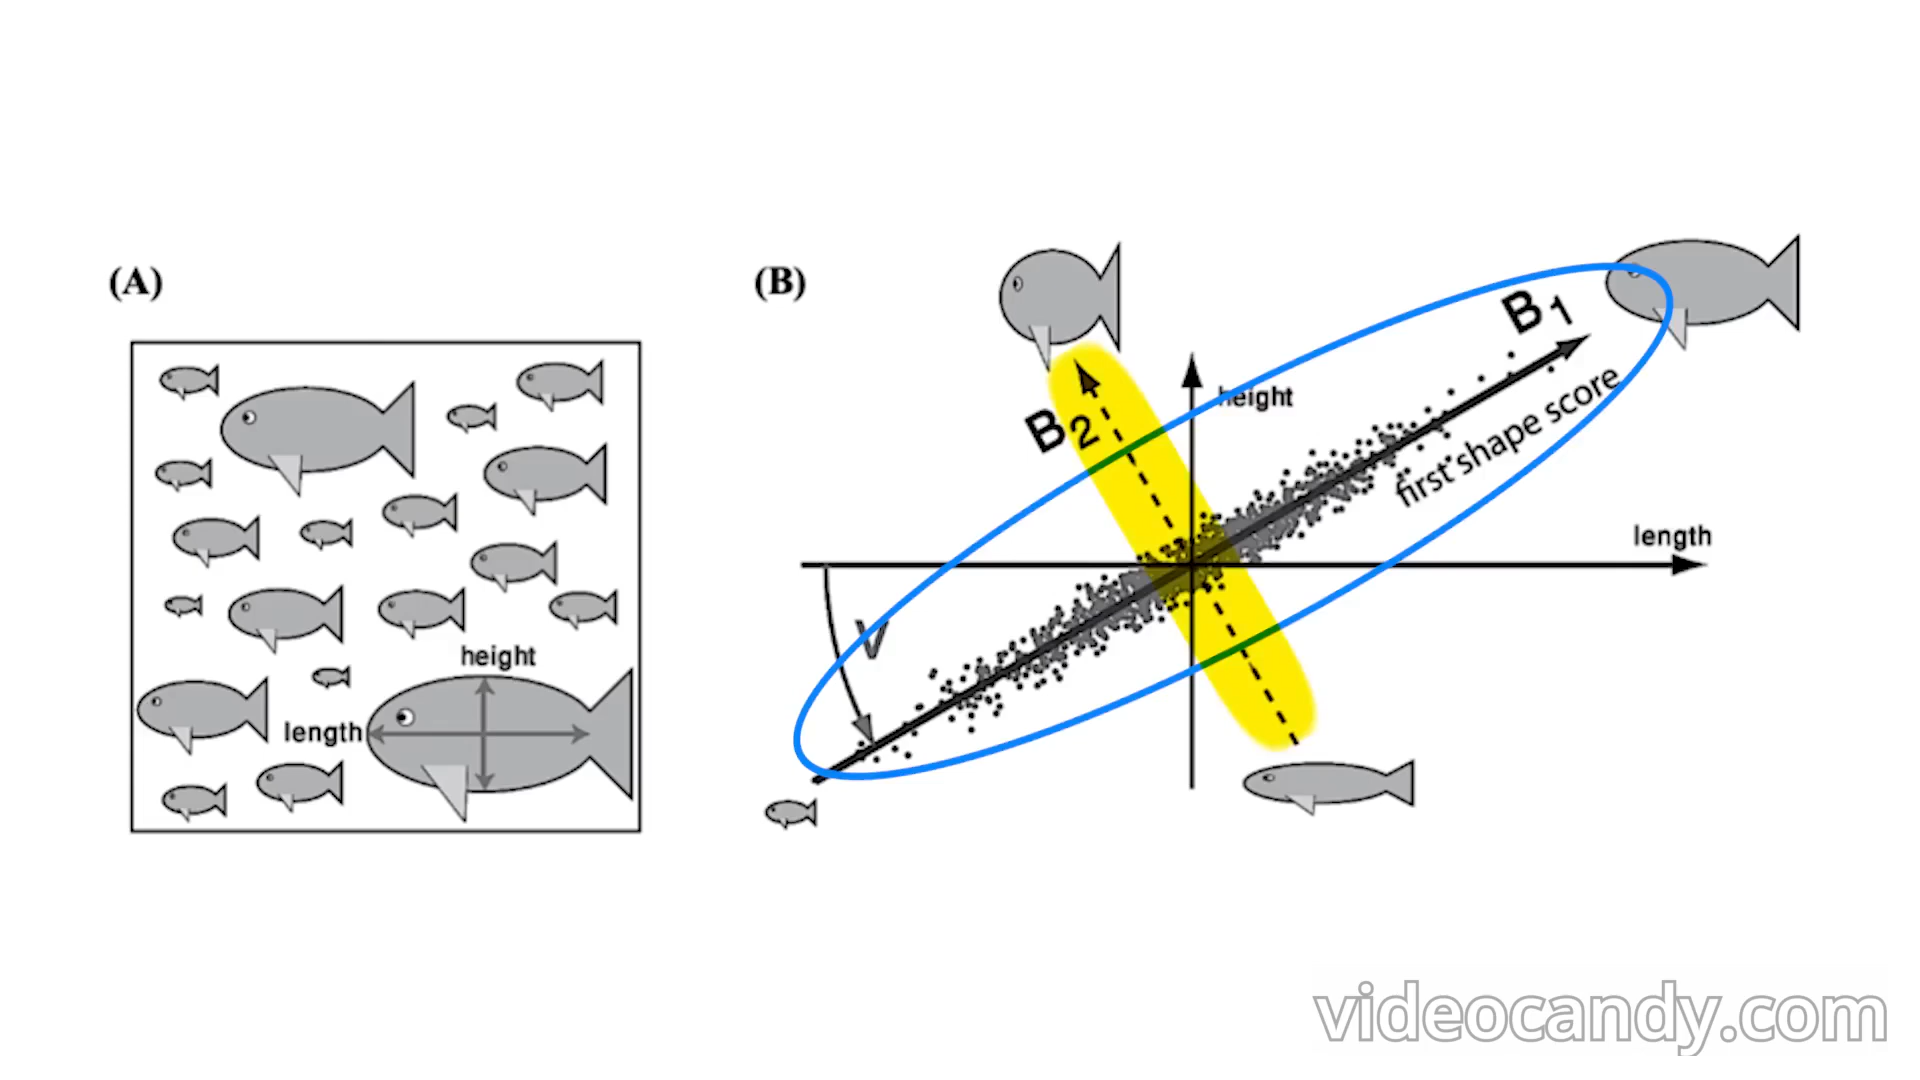 (A)
height
length
(B)
B1
B2
height
first shape score
length
V
videocandy.com